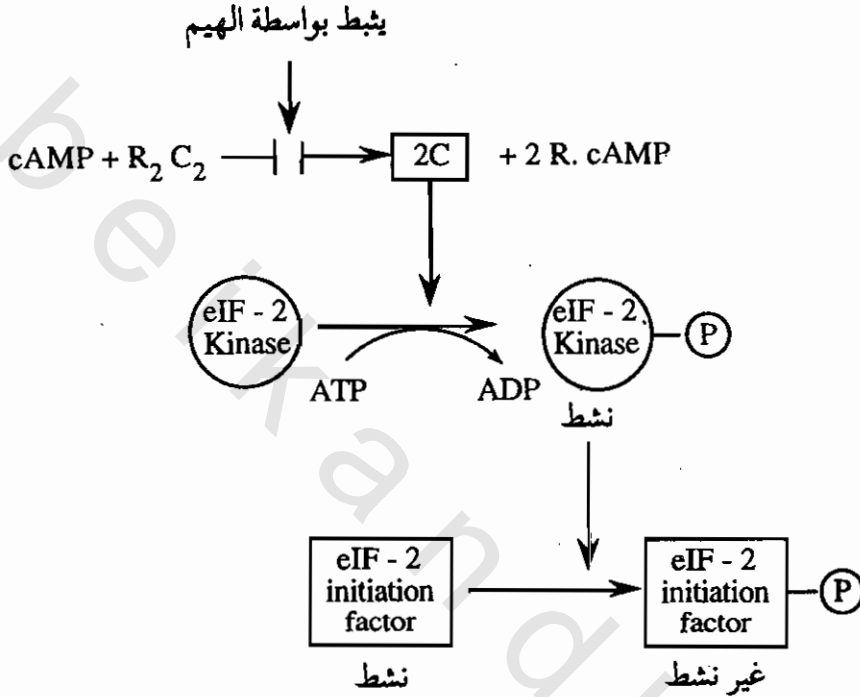 يثبط بواسطة الهيم
cAMP + R₂ C₂ 2C + 2 R. cAMP
eIF - 2
Kinase
eIF - 2
Kinase
P
ATP
ADP
نشط
eIF - 2
initiation
factor
eIF - 2
initiation
factor
P
نشط
غير نشط
b e i k a n d